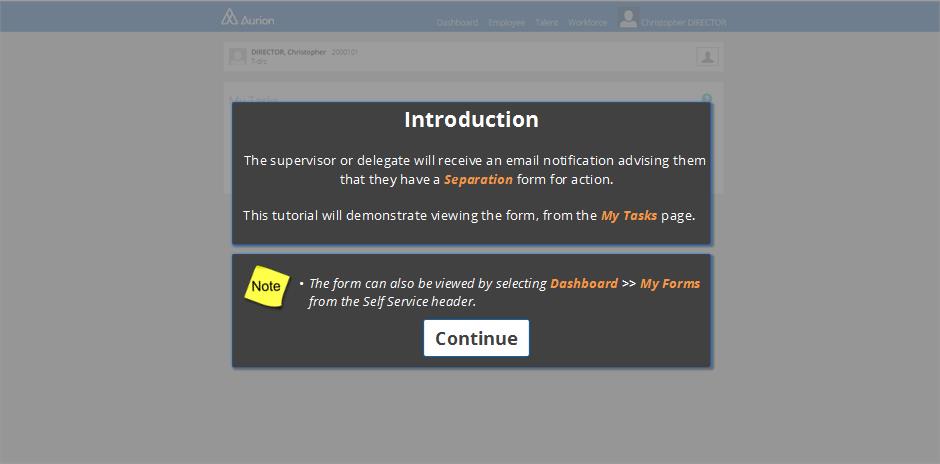 Aurion
Dashboard Employee Talent Workforce Christopher DIRECTOR
DIRECTOR, Christopher 2000101
T-drc
My Tasks
Introduction
The supervisor or delegate will receive an email notification advising them
that they have a Separation form for action.
This tutorial will demonstrate viewing the form, from the My Tasks page.
Note
• The form can also be viewed by selecting Dashboard >> My Forms
from the Self Service header.
Continue